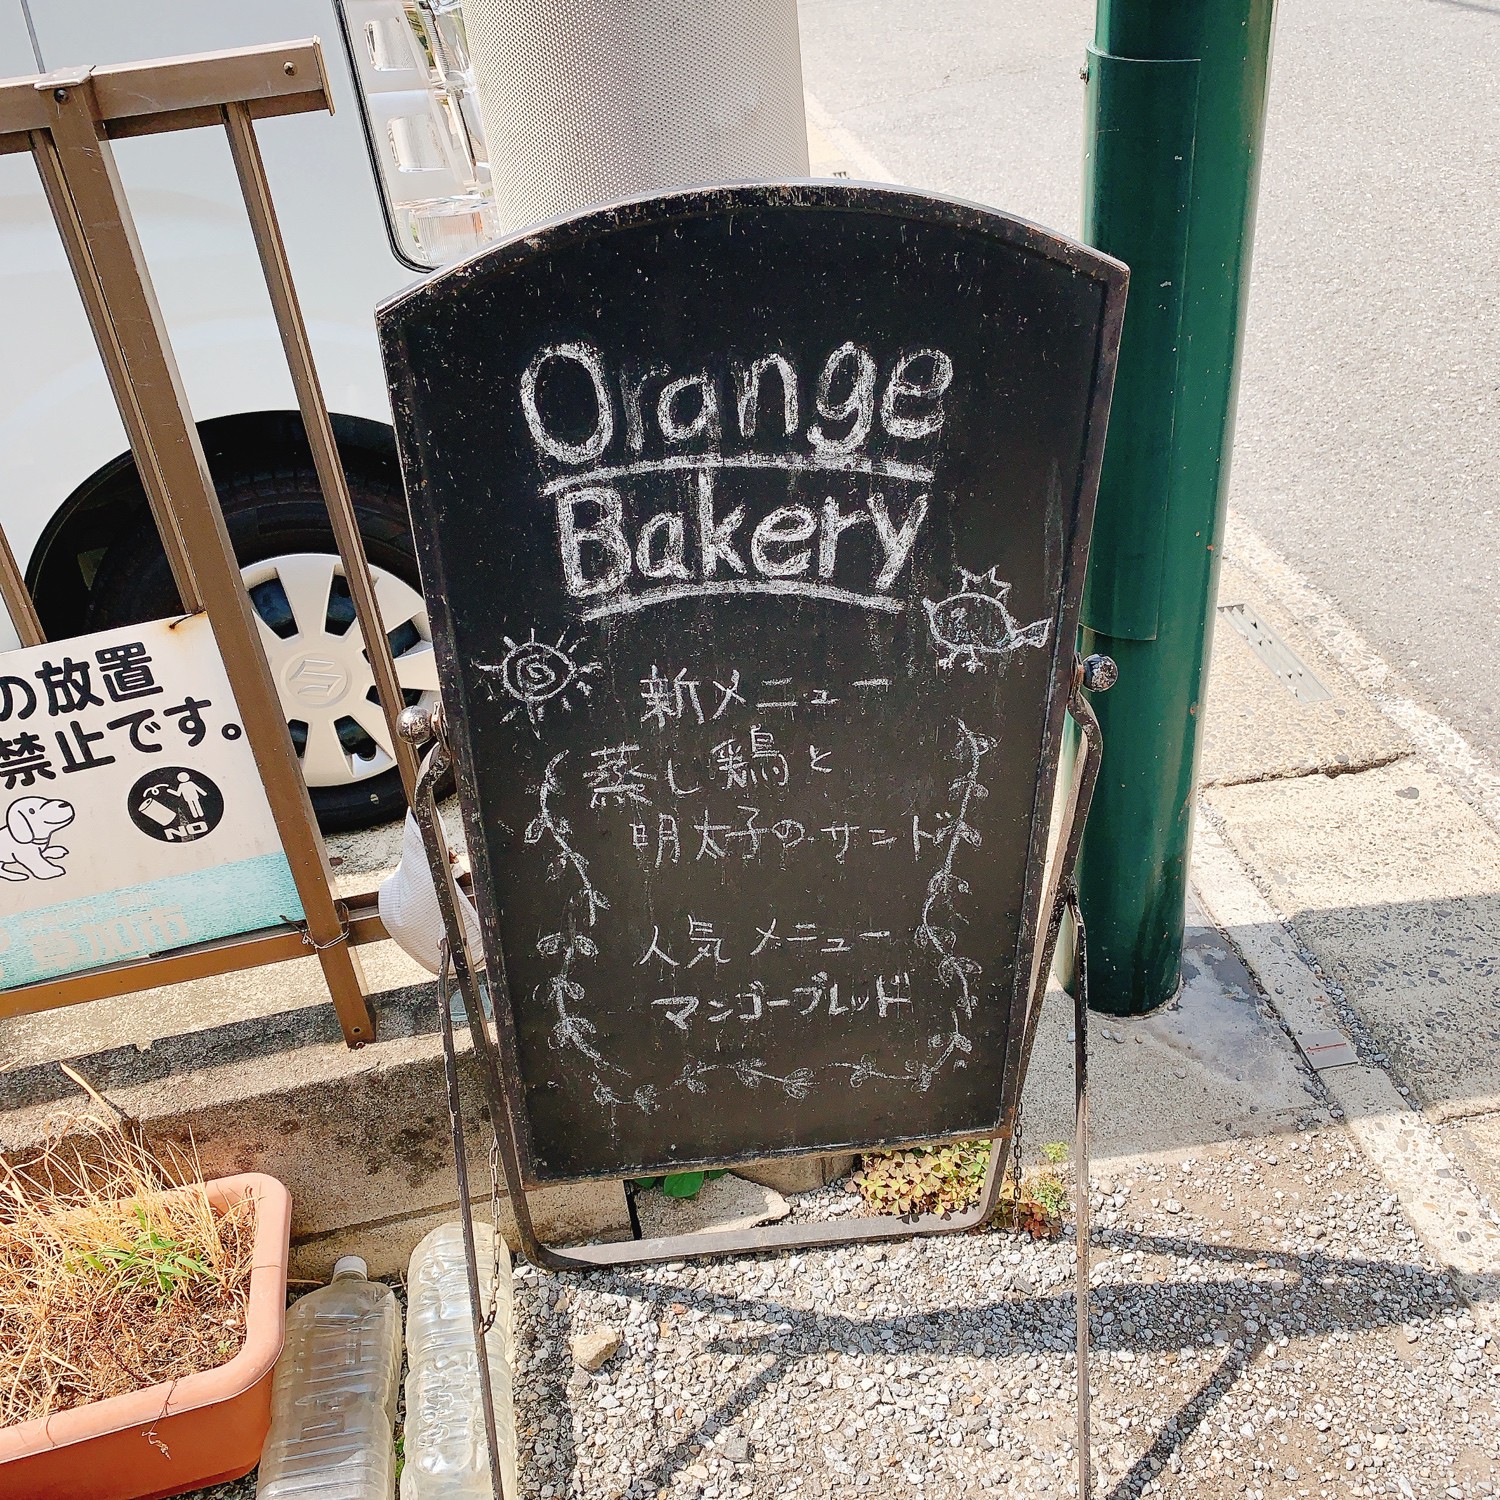 Orange
Bakery
新メニュー
蒸し鶏と
明太子のサンド
人気メニュー
マンゴーブレッド
の放置
禁止です。
NO